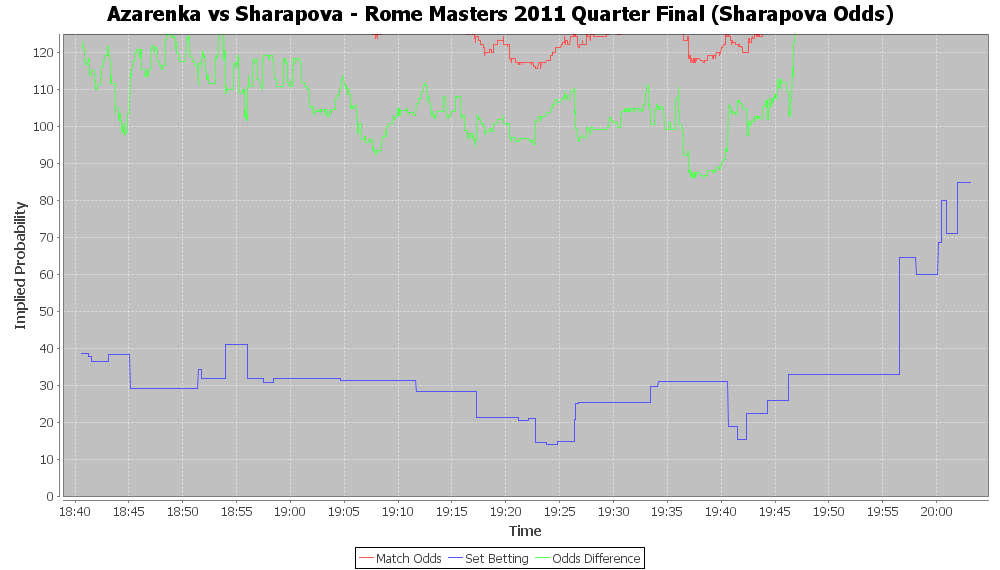 Azarenka vs Sharapova - Rome Masters 2011 Quarter Final (Sharapova Odds)
Implied Probability
120
110
100
90
80
70
60
50
40
30
20
10
0
18:40 18:45 18:50 18:55 19:00 19:05 19:10 19:15 19:20 19:25 19:30 19:35 19:40 19:45 19:50 19:55 20:00
Time
Match Odds Set Betting Odds Difference